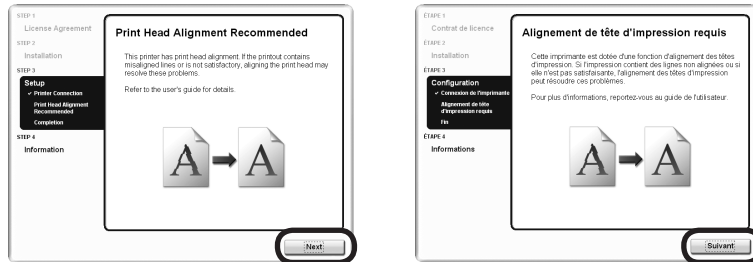 STEP 1
License Agreement
STEP 2
Installation
STEP 3
Setup
✓ Printer Connection
Print Head Alignment
Recommended
Completion
STEP 4
Information
Print Head Alignment Recommended
This printer has print head alignment. If the printout contains
misaligned lines or is not satisfactory, aligning the print head may
resolve these problems.
Refer to the user's guide for details.
A A
Next
ÉTAPE 1
Contrat de licence
ÉTAPE 2
Installation
ÉTAPE 3
Configuration
✓ Connexion de l'imprimante
Alignement de tête
d'impression requis
Fin
ÉTAPE 4
Informations
Alignement de tête d'impression requis
Cette imprimante est dotée d'une fonction d'alignement des têtes
d'impression. Si l'impression contient des lignes non alignées ou si
elle n'est pas satisfaisante, l'alignement des têtes d'impression
peut résoudre ces problèmes.
Pour plus d'informations, reportez-vous au guide de l'utilisateur.
A A
Suivant